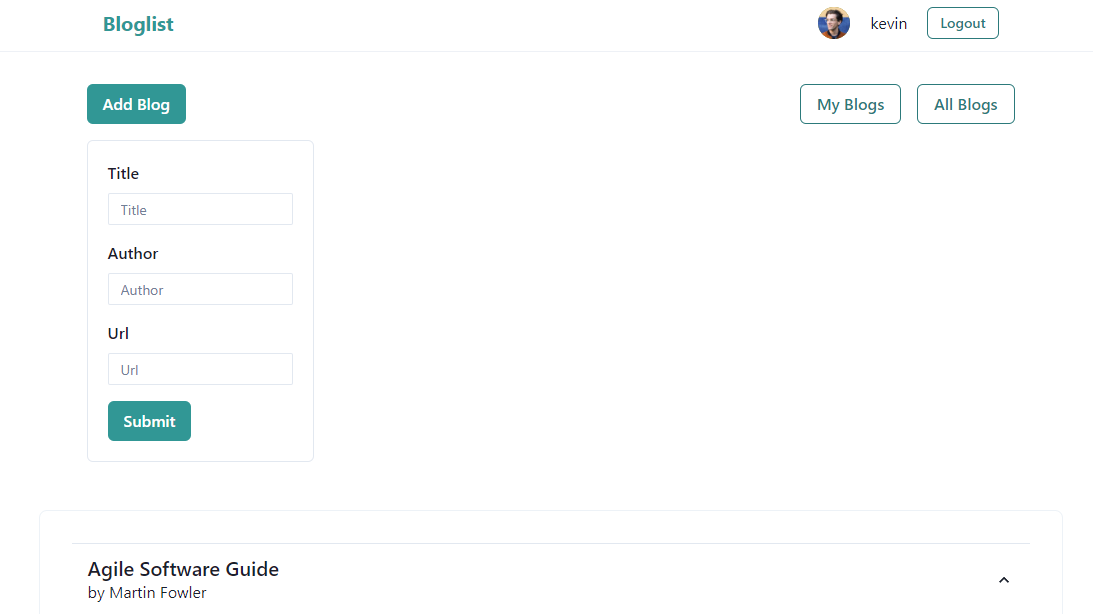 Bloglist
kevin
Logout
Add Blog
My Blogs
All Blogs
Title
Title
Author
Author
Url
Url
Submit
Agile Software Guide
by Martin Fowler